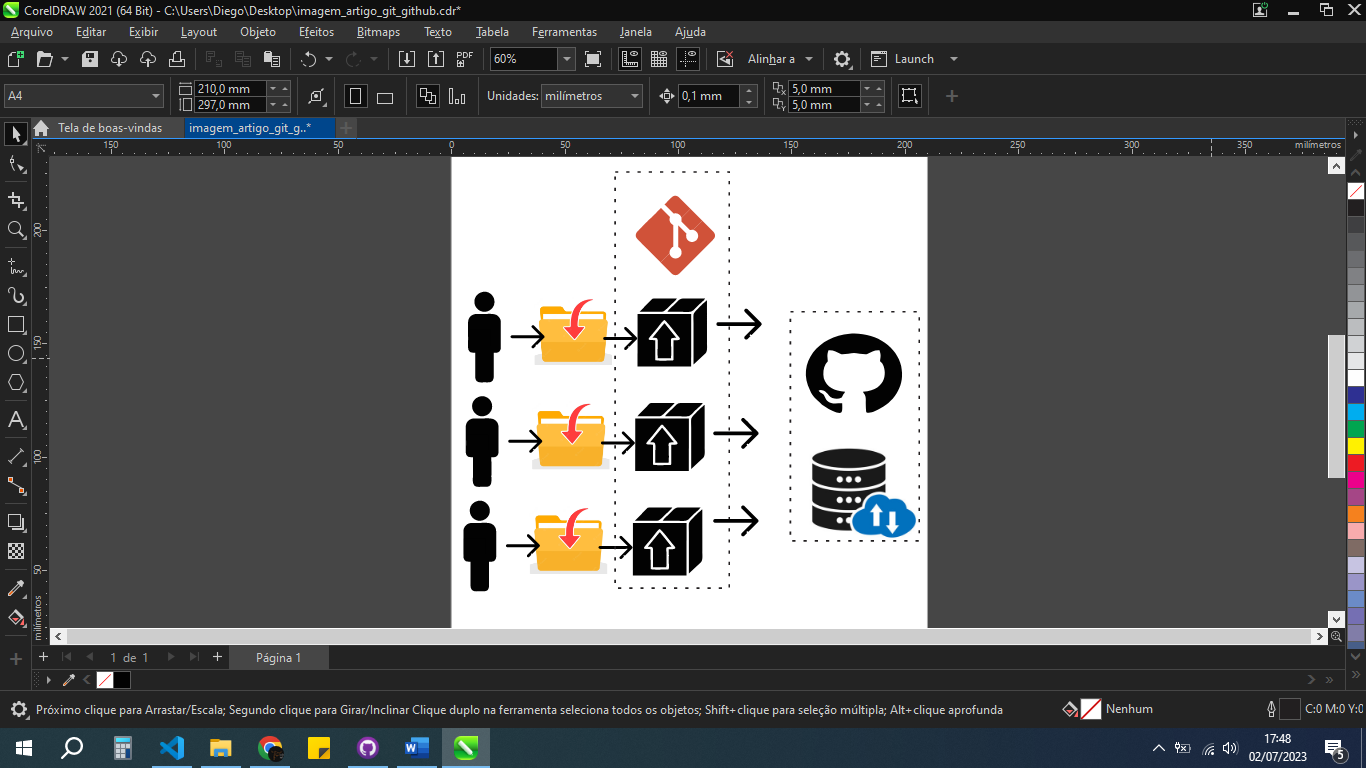 CorelDRAW 2021 (64 Bit) - C:\Users\Diego\Desktop\imagem_artigo_git_github.cdr*
Arquivo Editar Exibir Layout Objeto Efeitos Bitmaps Texto Tabela Ferramentas Janela Ajuda
PDF 60% Alinhar a Launch
A4 210,0 mm 297,0 mm Unidades: milímetros 0,1 mm 5,0 mm 5,0 mm
Tela de boas-vindas imagem_artigo_git_g..*
150 100 50 0 50 100 150 200 250 300 350 milímetros
200
150
100
50
milímetros
1 de 1 Página 1
Próximo clique para Arrastar/Escala; Segundo clique para Girar/Inclinar Clique duplo na ferramenta seleciona todos os objetos; Shift+clique para seleção múltipla; Alt+clique aprofunda Nenhum C:0 M:0 Y:0
17:48
02/07/2023
5